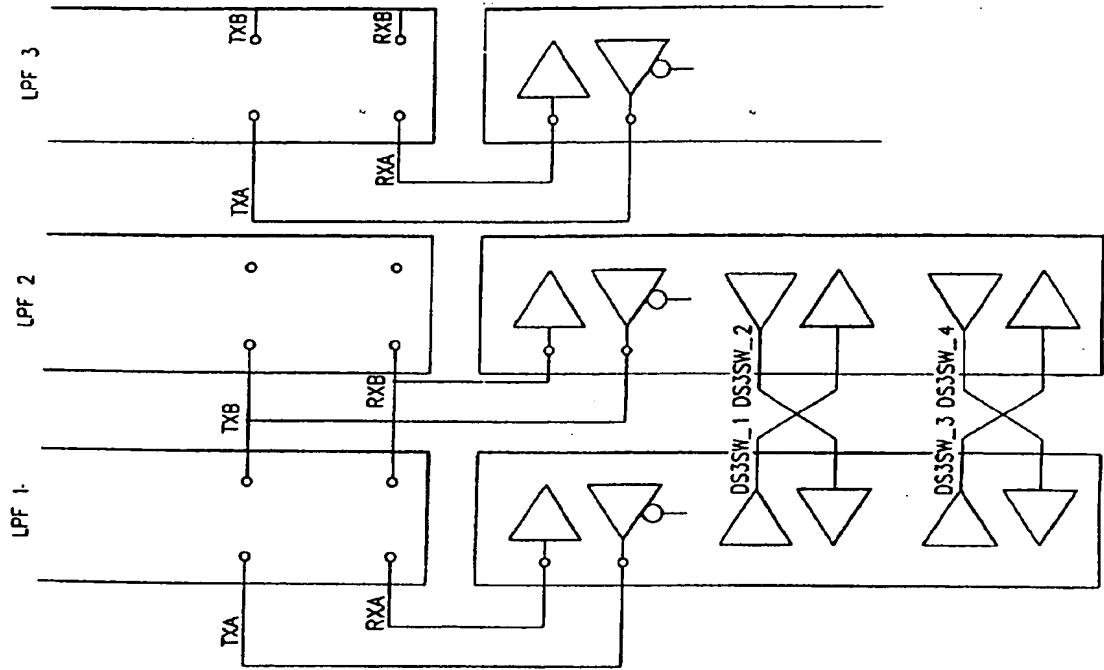 LPF 3
TXB
RXB
TXA
RXA
LPF 2
TXB
RXB
DS3SW_2
DS3SW_4
LPF 1
DS3SW_1
DS3SW_3
TXA
RXA